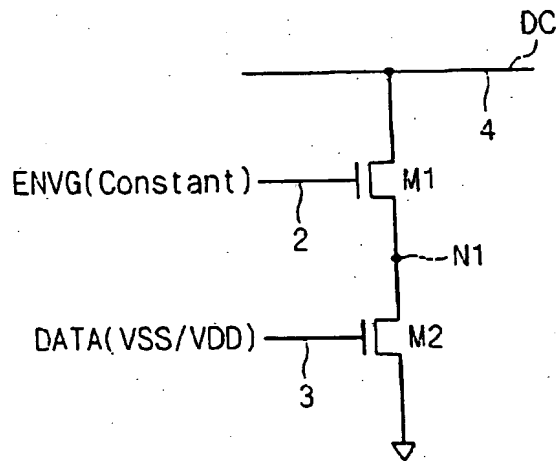 DC
4
ENVG(Constant)
M1
2
N1
DATA(VSS/VDD)
M2
3